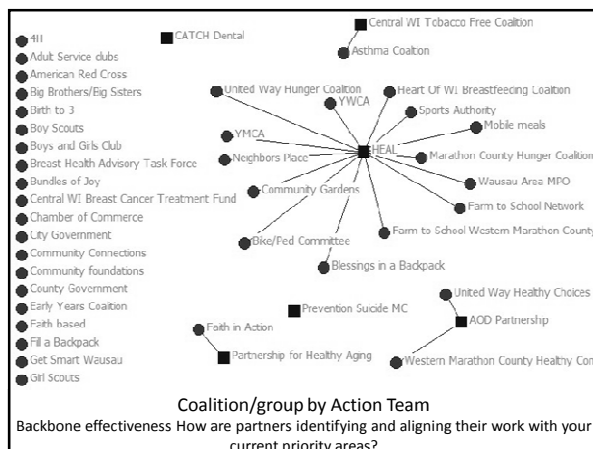 4H
Adult Service clubs
American Red Cross
Big Brothers/Big Sisters
Birth to 3
Boy Scouts
Boys and Girls Club
Breast Health Advisory Task Force
Bundles of Joy
Central WI Breast Cancer Treatment Fund
Chamber of Commerce
City Government
Community Connections
Community foundations
County Government
Early Years Coalition
Faith based
Fill a Backpack
Get Smart Wausau
Girl Scouts
CATCH Dental
Central WI Tobacco Free Coalition
Asthma Coaltion
United Way Hunger Coalition
YWCA
Heart Of WI Breastfeeding Coalition
Sports Authority
Mobile meals
YMCA
HEAL
Neighbors Place
Marathon County Hunger Coalition
Community Gardens
Wausau Area MPO
Farm to School Network
Bike/Ped Committee
Farm to School Western Marathon County
Blessings in a Backpack
United Way Healthy Choices
Prevention Suicide MC
AOD Partnership
Faith in Action
Partnership for Healthy Aging
Western Marathon County Healthy Com
Coalition/group by Action Team
Backbone effectiveness How are partners identifying and aligning their work with your
current priority areas?